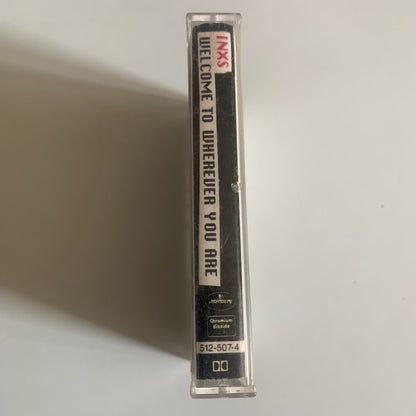 INXS
WELCOME TO WHEREVER YOU ARE
mercury
Chromium
dioxide
512-507-4